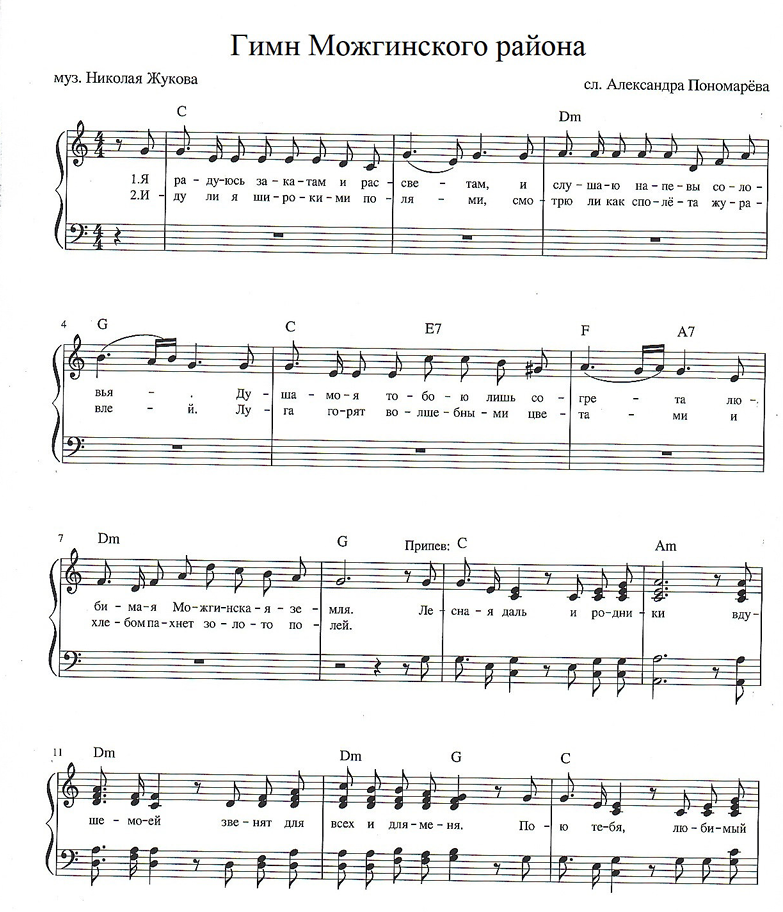 Гимн Можгинского района
муз. Николая Жукова
сл. Александра Пономарёва
C Dm
1.Я ра - ду-юсь за-ка-там и рас- све - там, и слу-ша-ю на-пе-вы со-ло-
2.И- ду ли я ши-ро-ки-ми по- ля - ми, смо- трю ли как спо-лё-та жу-ра-
4 G C E7 F A7
вья - . Ду- ша-мо-я то-бо-ю лишь со- гре - та лю-
вле - й. Лу- га го-рят во-лше-бны-ми цве- та - ми и
7 Dm G Припев: C Am
би-ма-я Мо-жгин-ска-я-зе- мля. Ле- сна-я даль и ро-дни- ки вду-
хле-бом пах-нет зо-ло-то по- лей.
11 Dm Dm G C
ше-мо-ей зве-нят для всех и для-ме-ня. По- ю те-бя, лю-би-мый